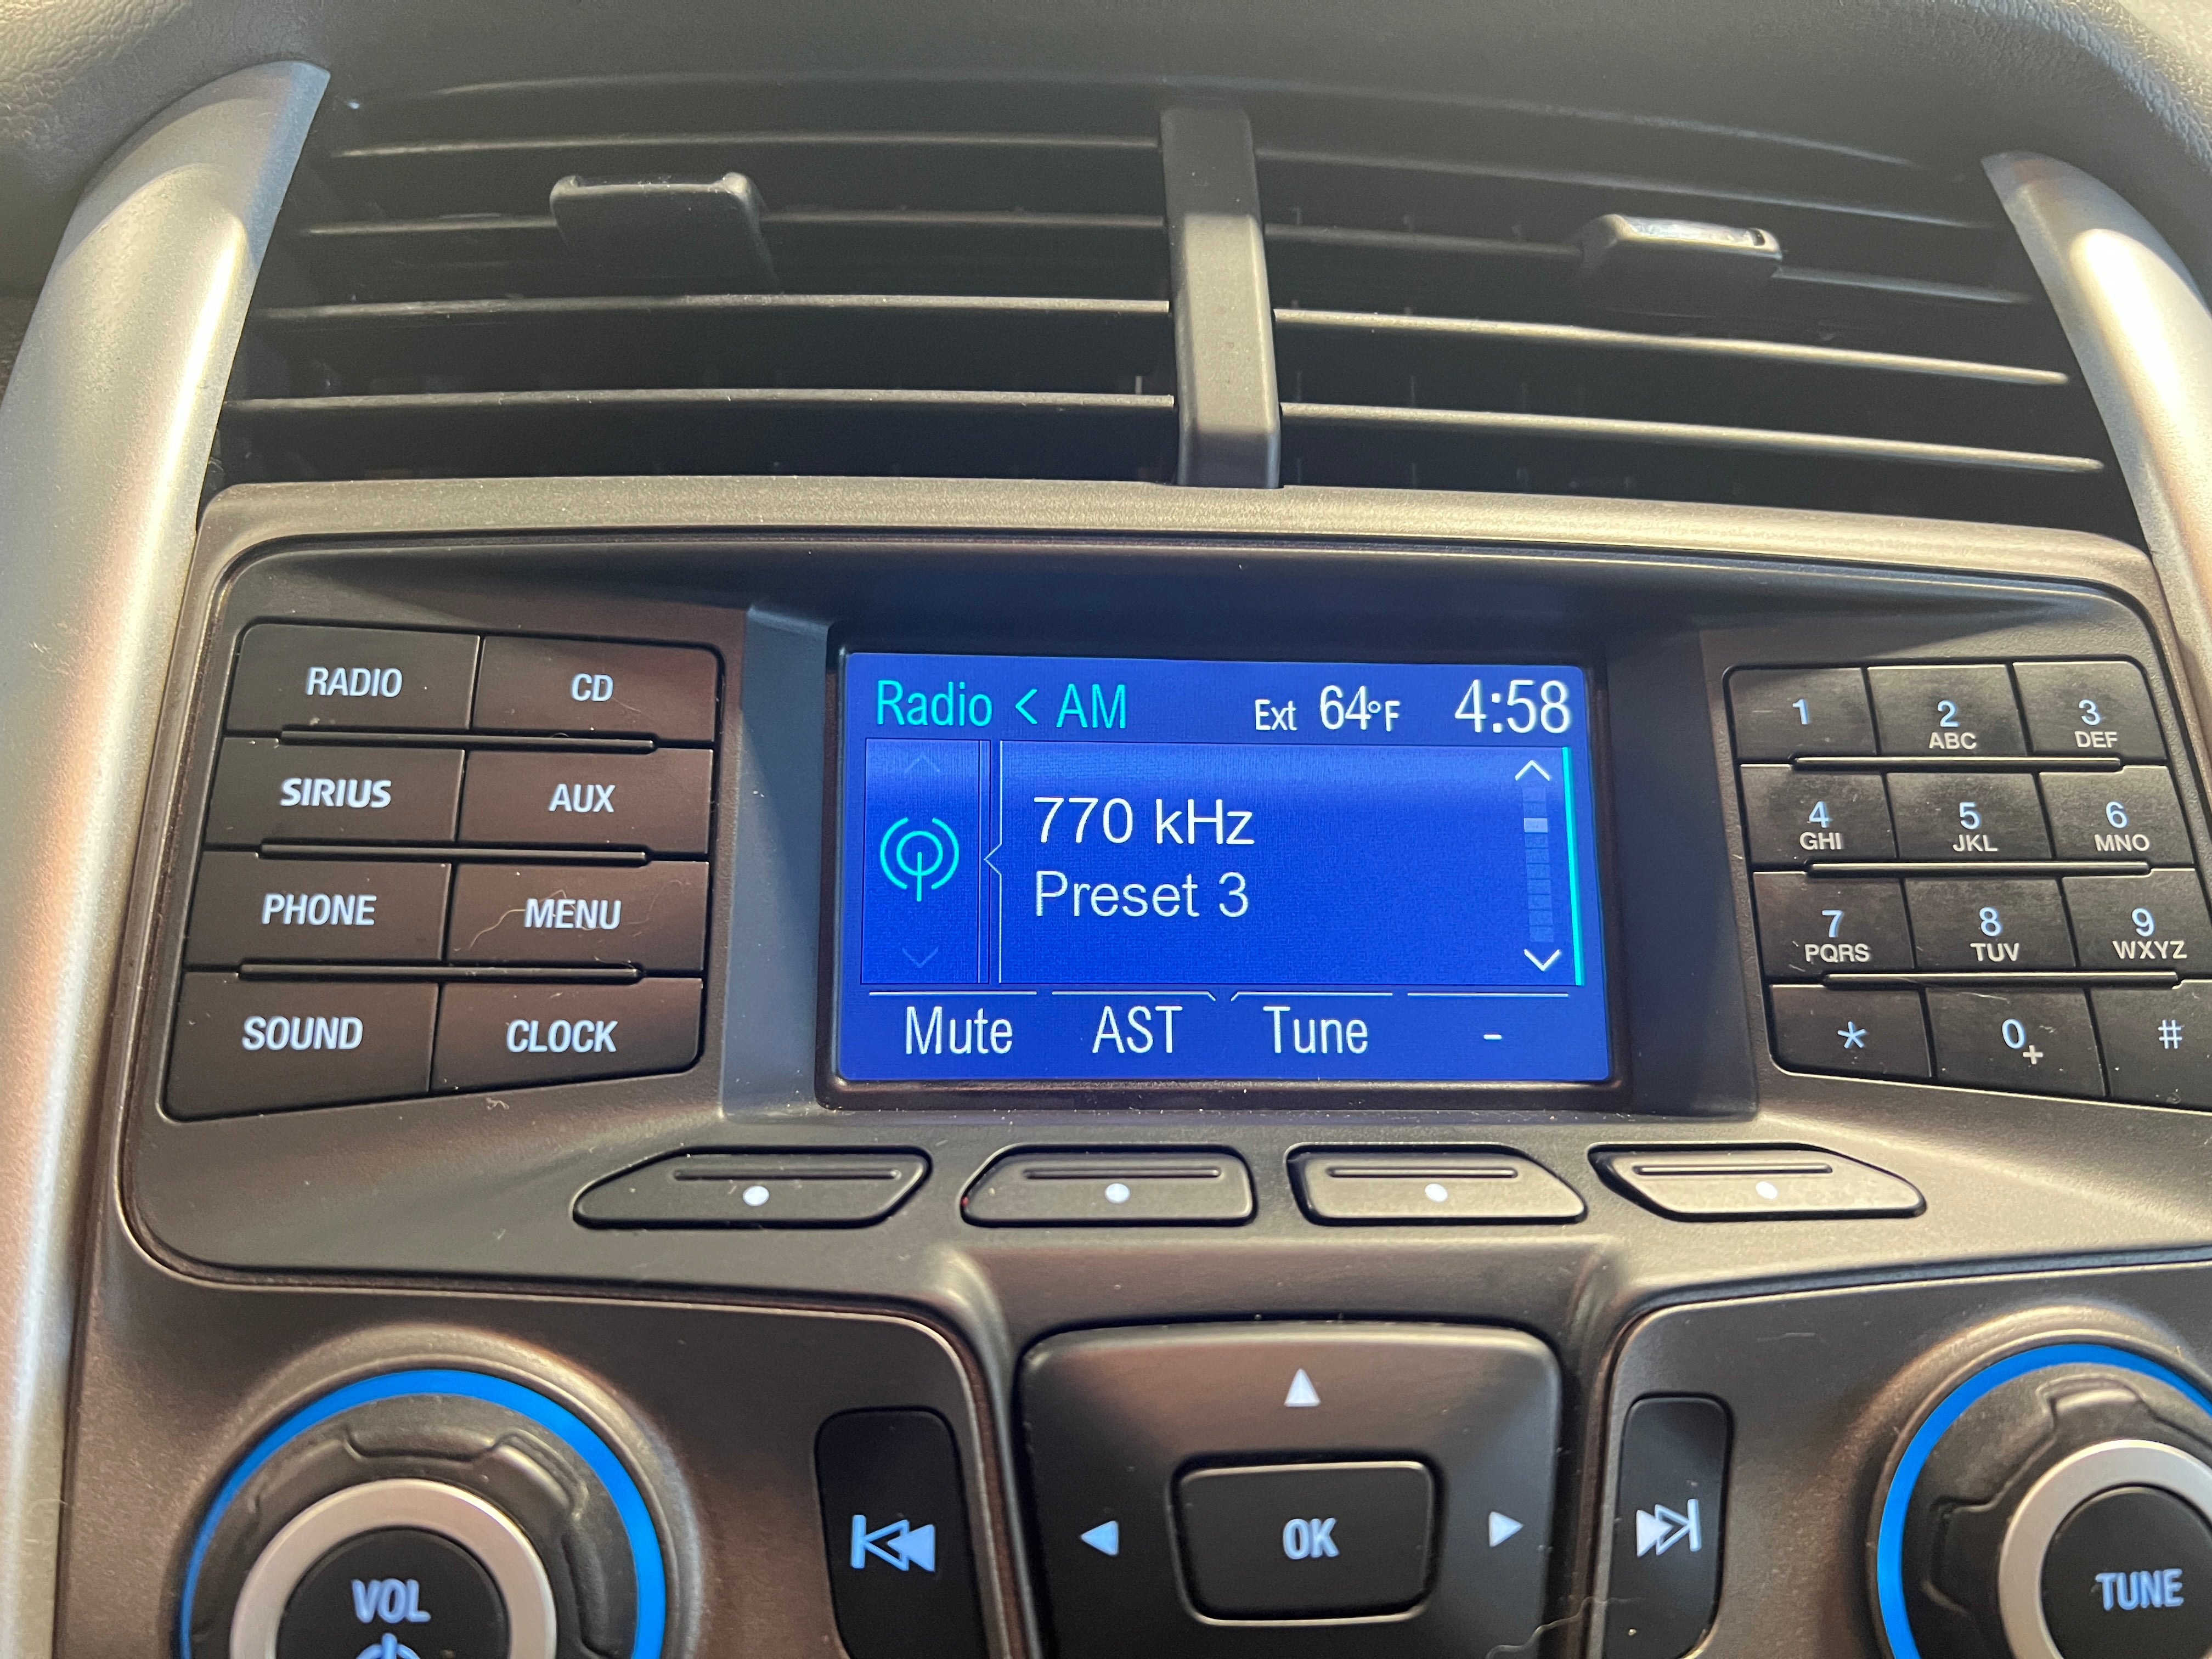 RADIO CD
SIRIUS AUX
PHONE MENU
SOUND CLOCK
Radio < AM Ext 64°F 4:58
770 kHz
Preset 3
Mute AST Tune -
1 2 3
ABC DEF
4 5 6
GHI JKL MNO
7 8 9
PQRS TUV WXYZ
* 0 #
+
VOL
OK
TUNE